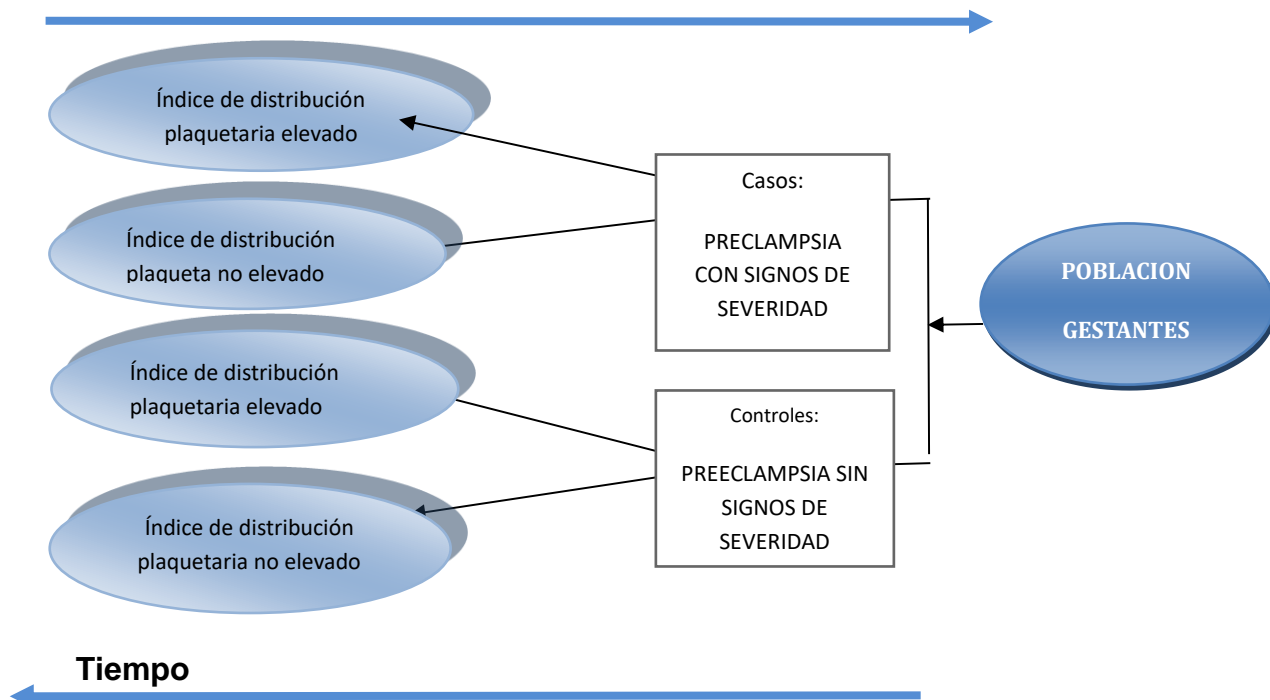 Índice de distribución
plaquetaria elevado
Índice de distribución
plaqueta no elevado
Índice de distribución
plaquetaria elevado
Índice de distribución
plaquetaria no elevado
Casos:
PRECLAMPSIA
CON SIGNOS DE
SEVERIDAD
Controles:
PREECLAMPSIA SIN
SIGNOS DE
SEVERIDAD
POBLACION
GESTANTES
Tiempo